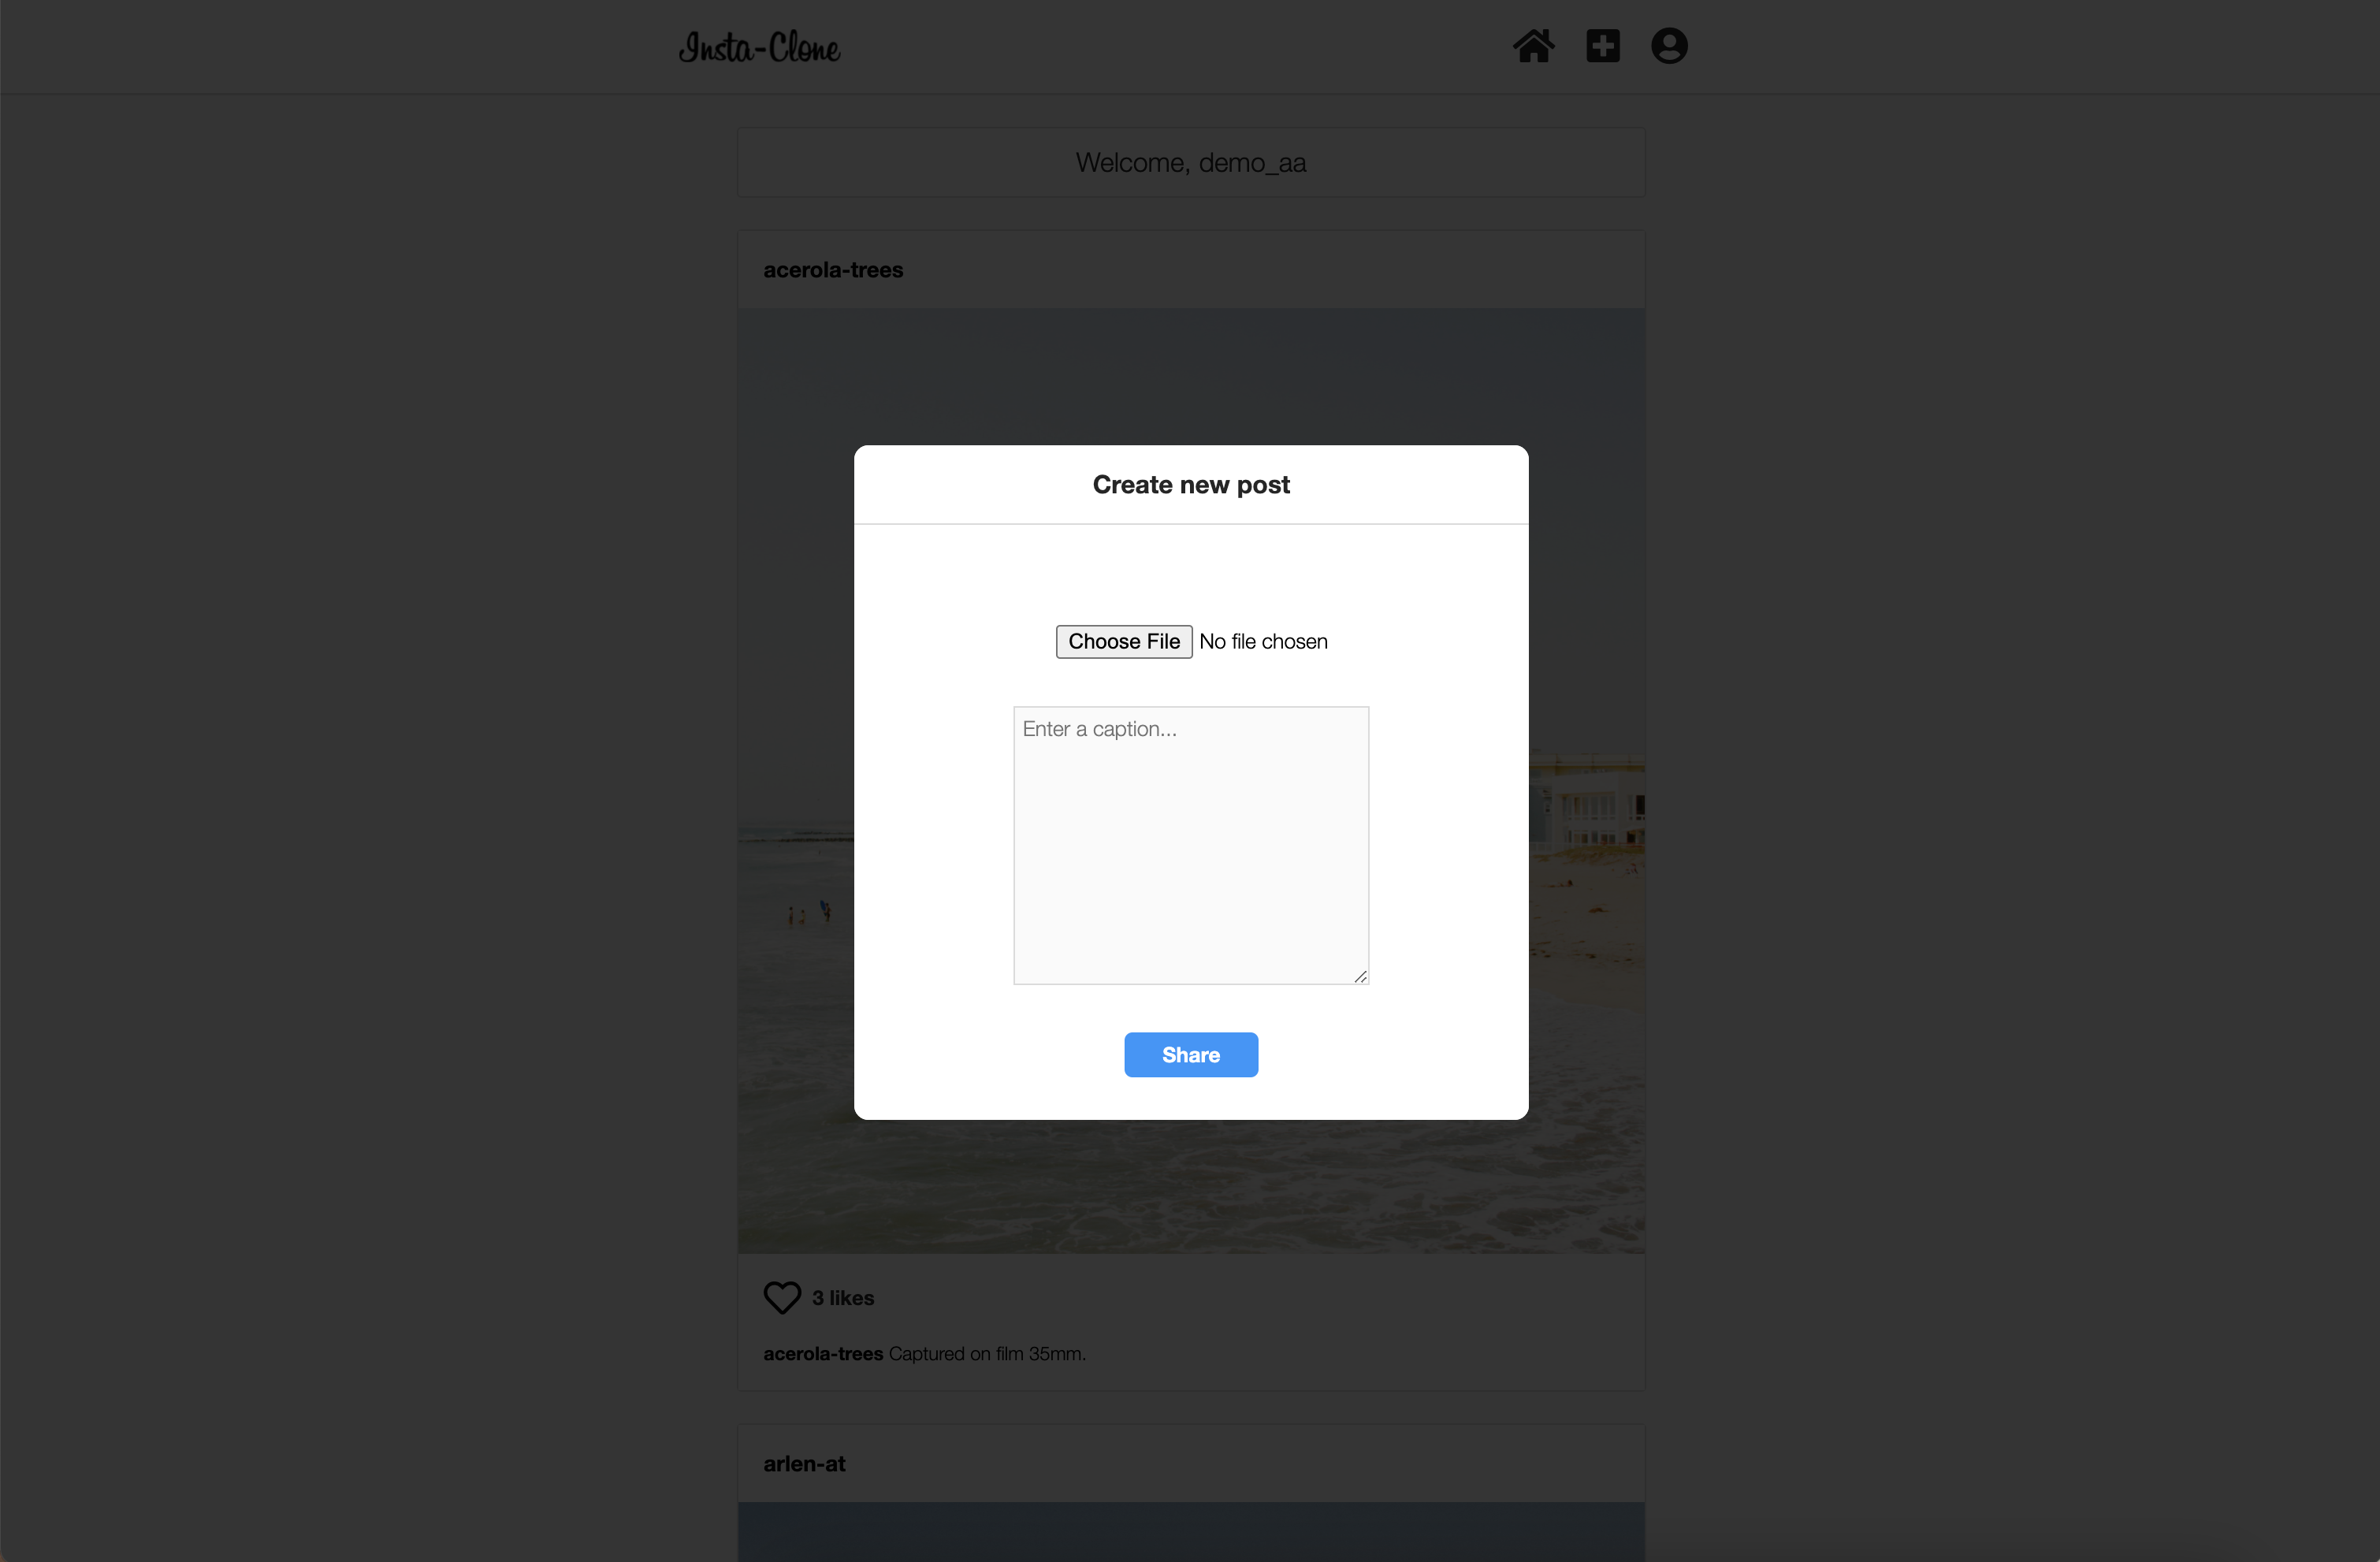 Insta-Clone
Welcome, demo_aa
acerola-trees
Create new post
Choose File No file chosen
Enter a caption...
Share
3 likes
acerola-trees Captured on film 35mm.
arlen-at